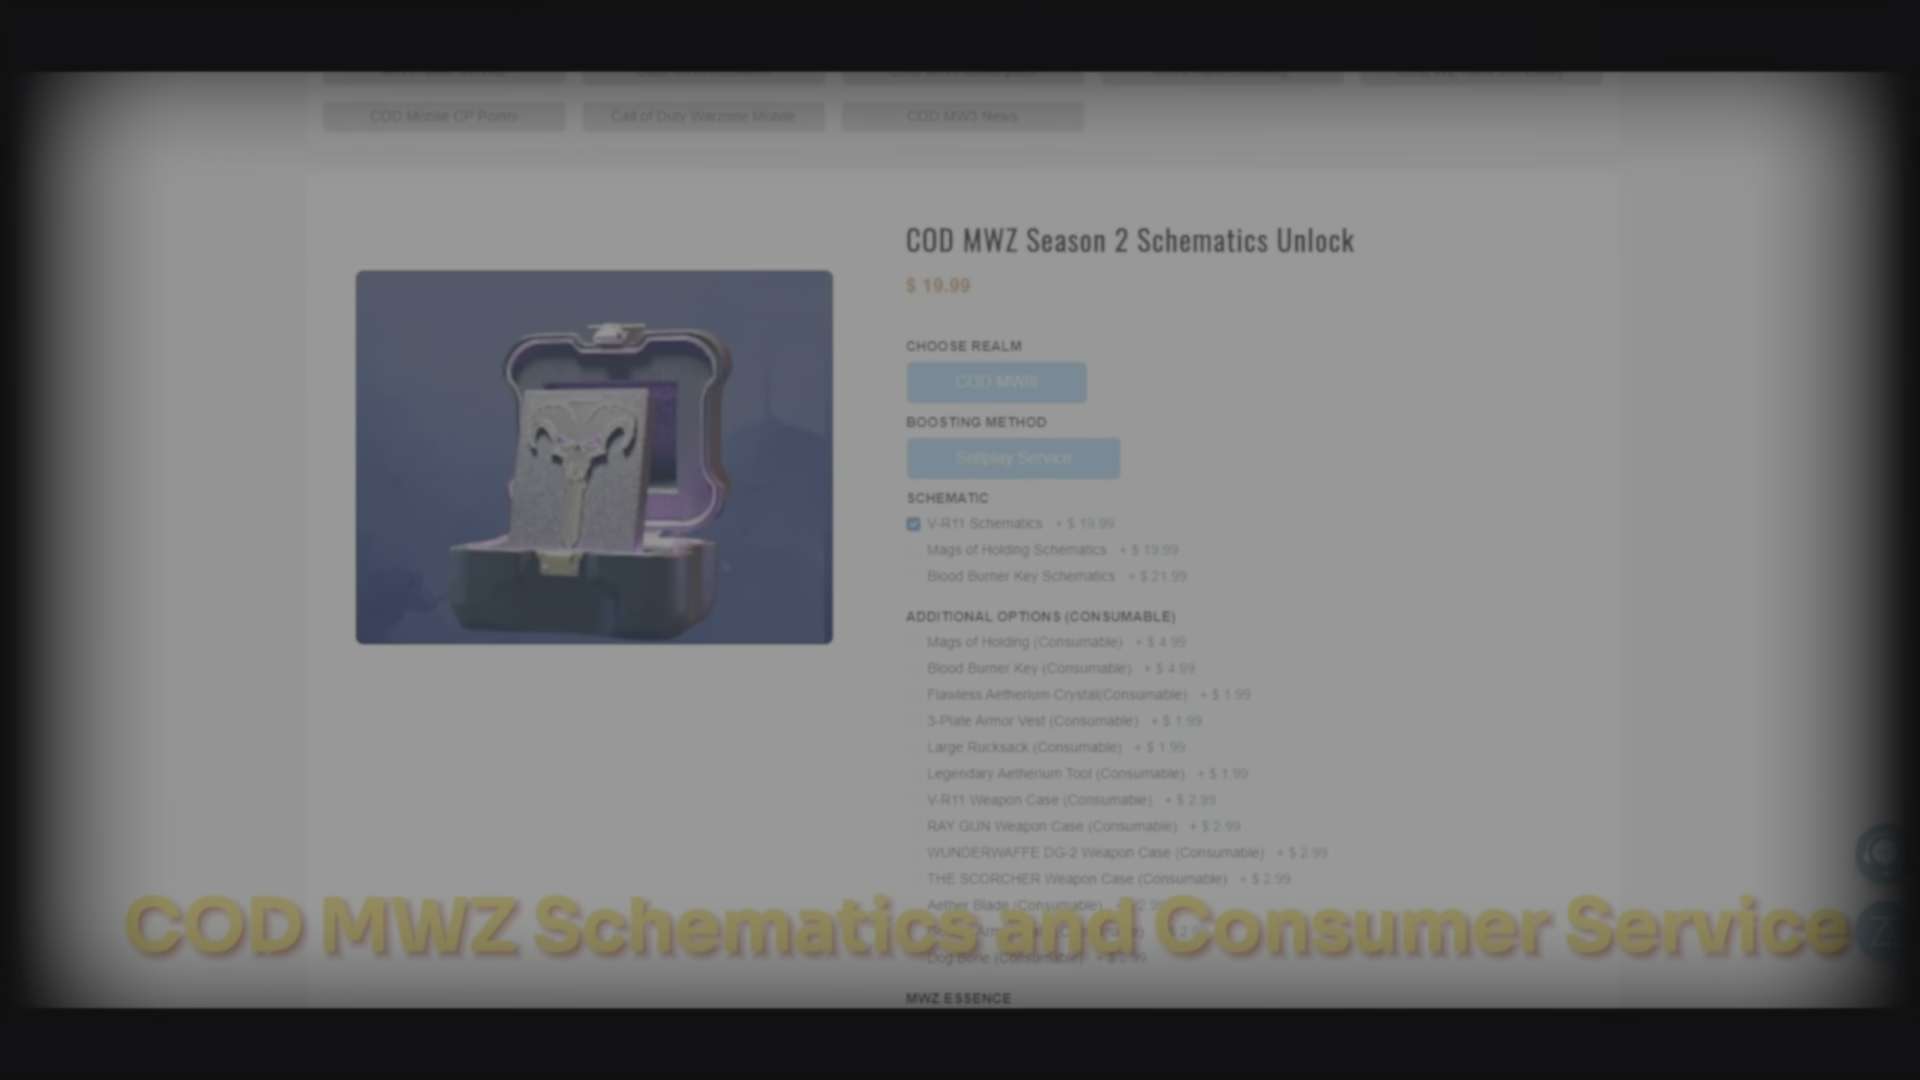 COD Mobile CP Points
Call of Duty Warzone Mobile
COD MW3 News
COD MWZ Season 2 Schematics Unlock
$ 19.99
CHOOSE REALM
COD MWIII
BOOSTING METHOD
Selfplay Service
SCHEMATIC
V-R11 Schematics + $ 19.99
Mags of Holding Schematics + $ 19.99
Blood Burner Key Schematics + $ 21.99
ADDITIONAL OPTIONS (CONSUMABLE)
Mags of Holding (Consumable) + $ 4.99
Blood Burner Key (Consumable) + $ 4.99
Flawless Aetherium Crystal(Consumable) + $ 1.99
3-Plate Armor Vest (Consumable) + $ 1.99
Large Rucksack (Consumable) + $ 1.99
Legendary Aetherium Tool (Consumable) + $ 1.99
V-R11 Weapon Case (Consumable) + $ 2.99
RAY GUN Weapon Case (Consumable) + $ 2.99
WUNDERWAFFE DG-2 Weapon Case (Consumable) + $ 2.99
THE SCORCHER Weapon Case (Consumable) + $ 2.99
Aether Blade (Consumable)
COD MWZ Schematics and Consumer Service
Dog Bone (Consumable) + $ 2.99
MWZ ESSENCE